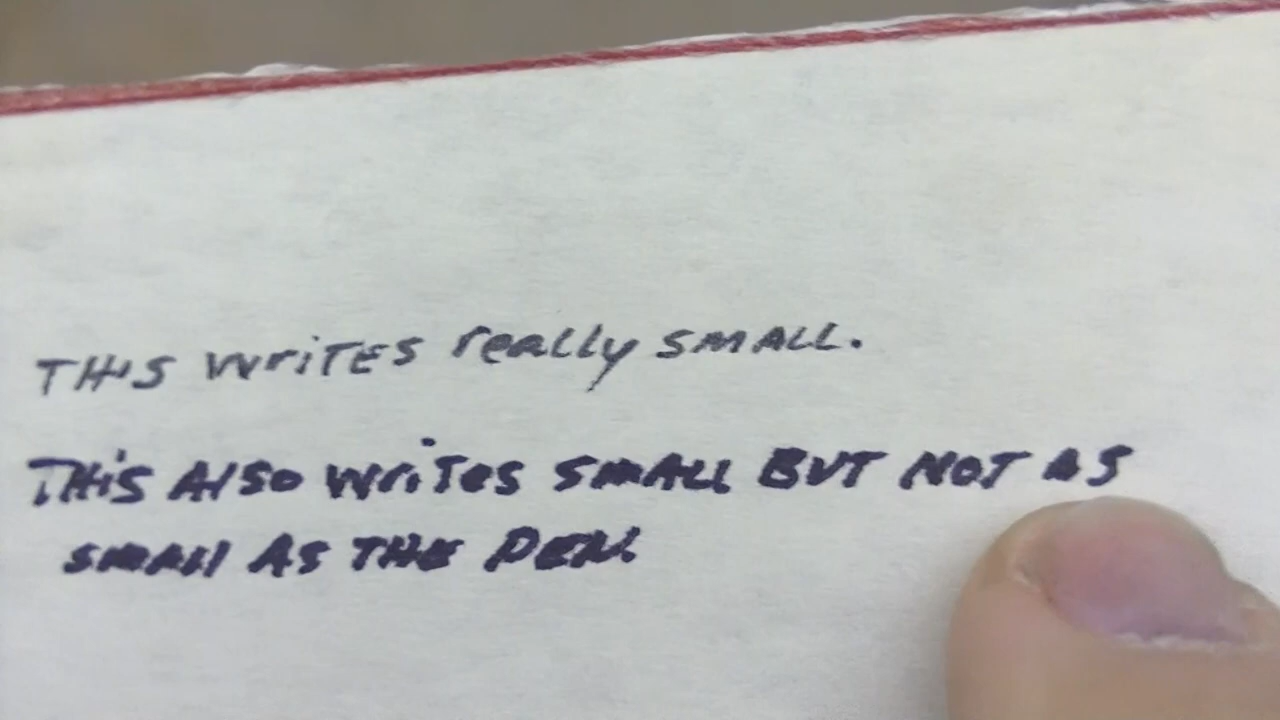 THIS WRiTES reaLLy SMALL.
THiS AlSo WriTes SMALL BUT NOT AS
SMAll AS THE PEN!